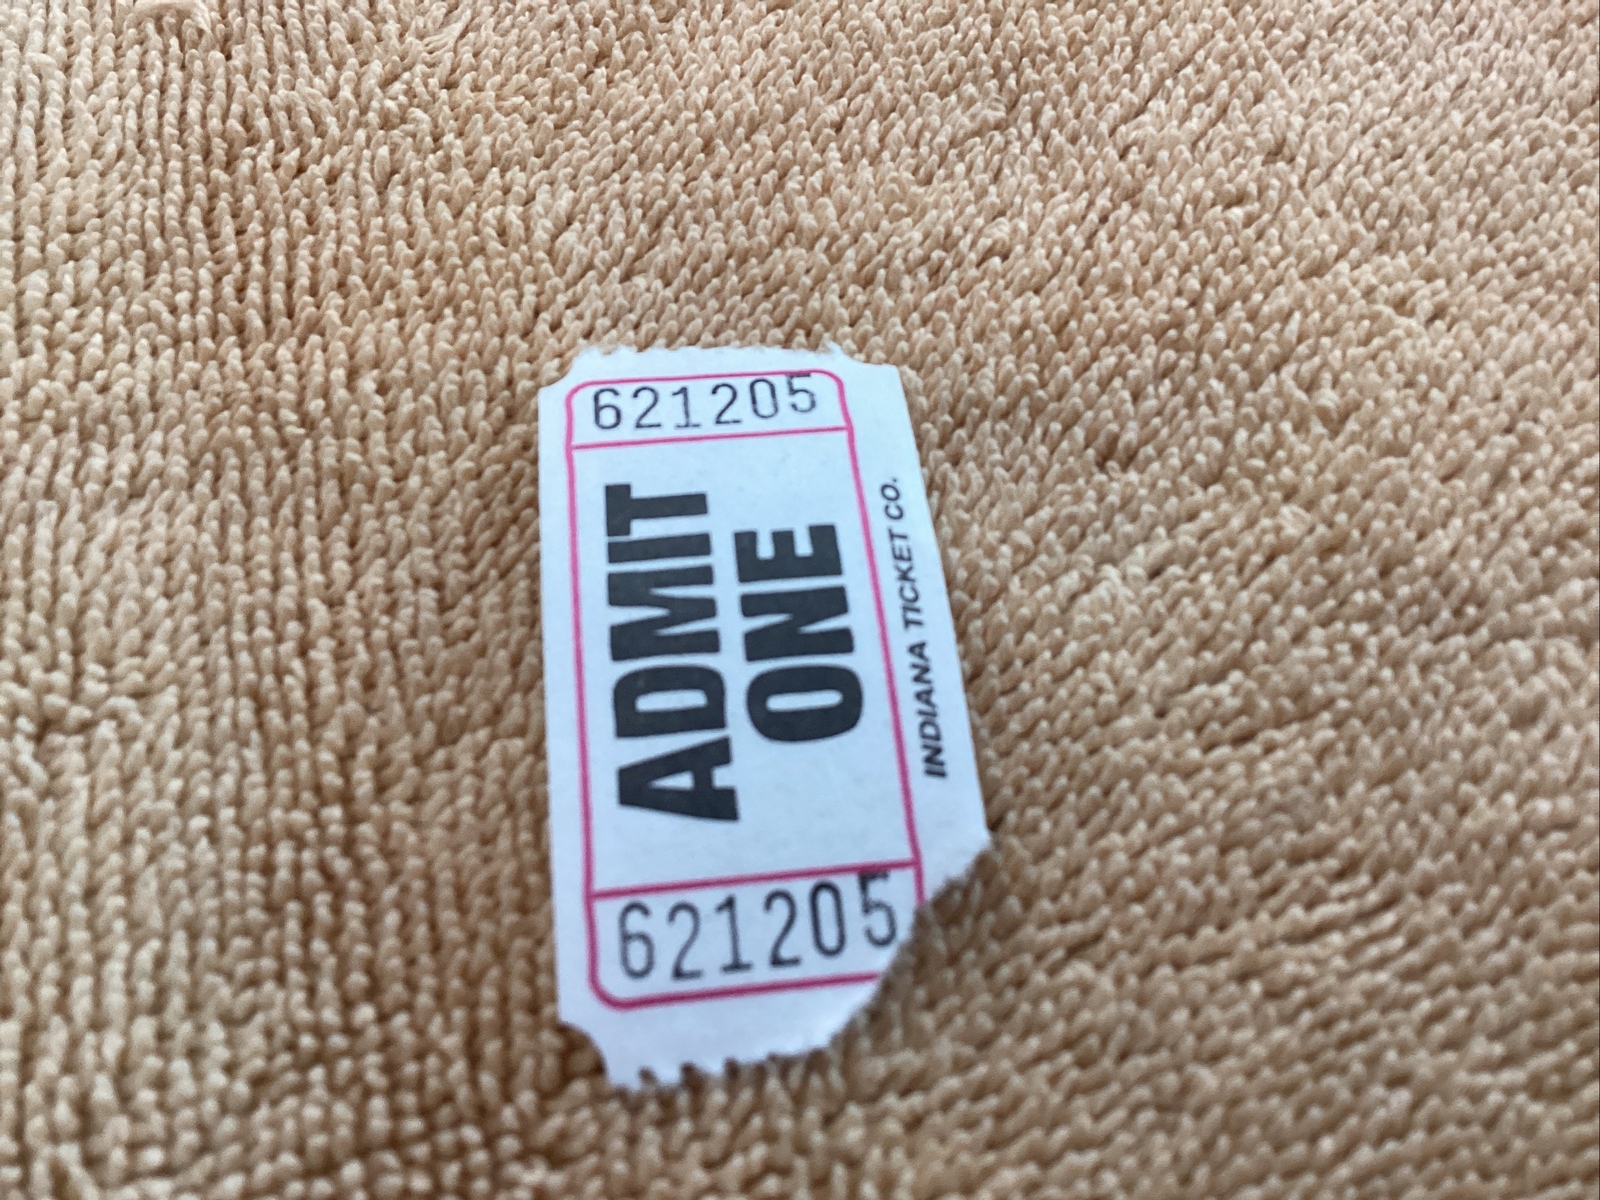 621205
ADMIT
ONE
INDIANA TICKET CO.
621205